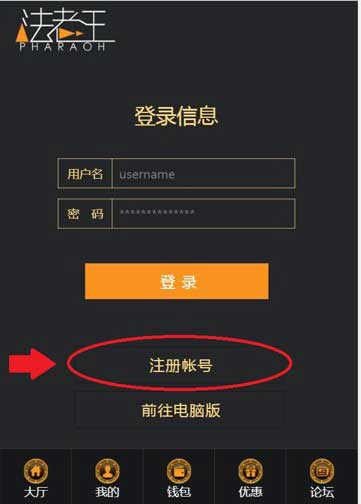 法老王
PHARAOH
登录信息
用户名 username
密 码 **************
登 录
注册帐号
前往电脑版
大厅 我的 钱包 优惠 论坛